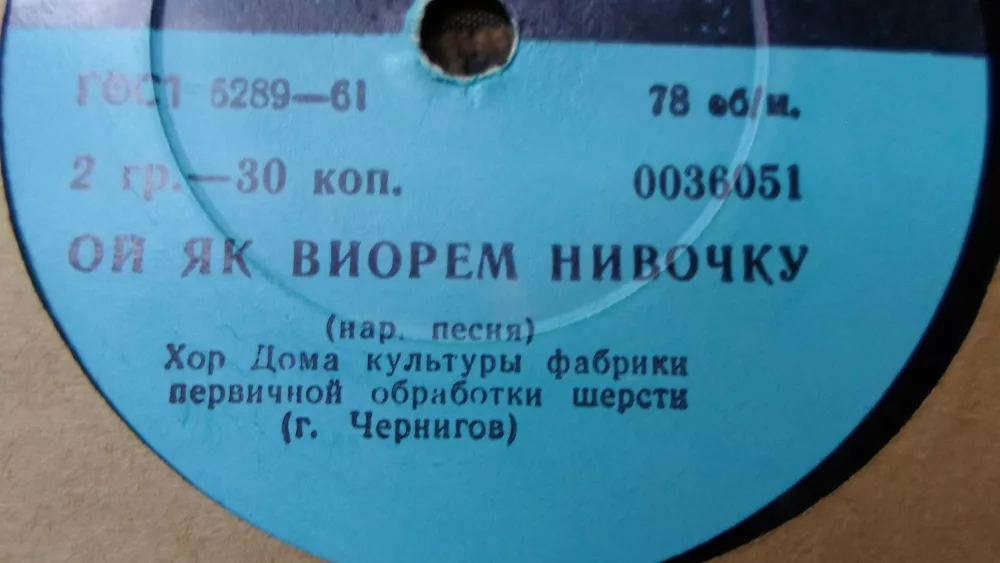 ГОСТ 5289—61 78 об/м.
2 гр.—30 коп. 0036051
ОЙ ЯК ВИОРЕМ НИВОЧКУ
(нар. песня)
Хор Дома культуры фабрики
первичной обработки шерсти
(г. Чернигов)